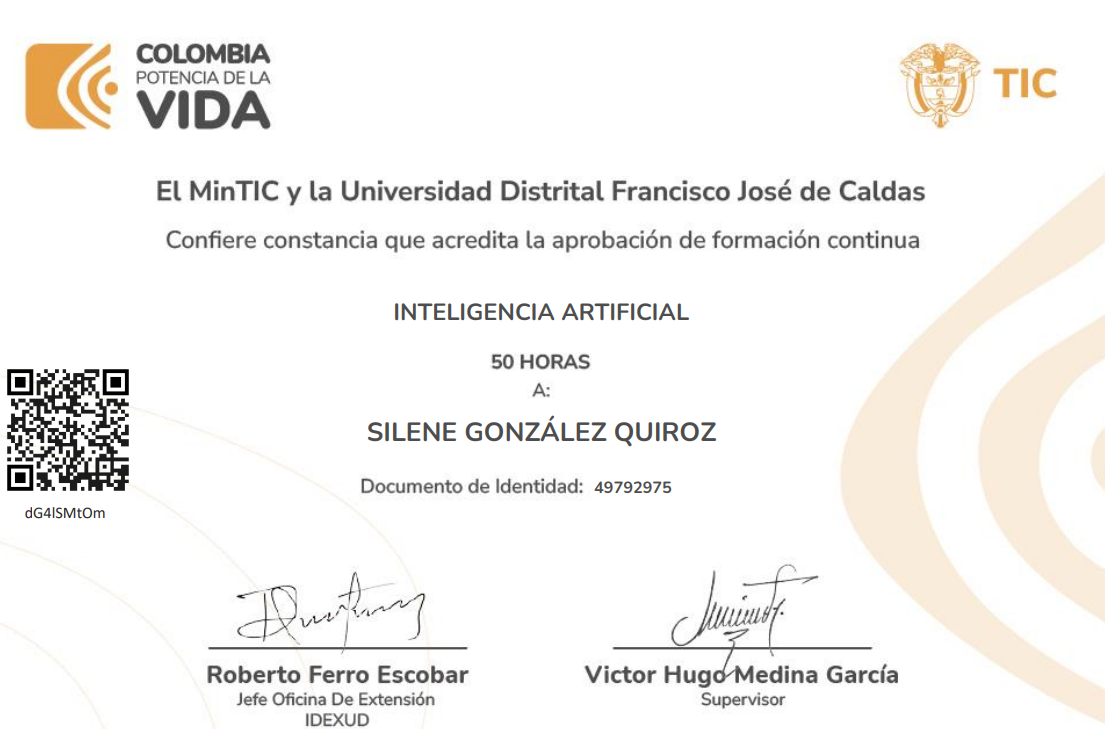 COLOMBIA
POTENCIA DE LA
VIDA
TIC
El MinTIC y la Universidad Distrital Francisco José de Caldas
Confiere constancia que acredita la aprobación de formación continua
INTELIGENCIA ARTIFICIAL
50 HORAS
A:
SILENE GONZÁLEZ QUIROZ
Documento de Identidad: 49792975
dG4lSMtOm
Roberto Ferro Escobar
Jefe Oficina De Extensión
IDEXUD
Victor Hugo Medina García
Supervisor